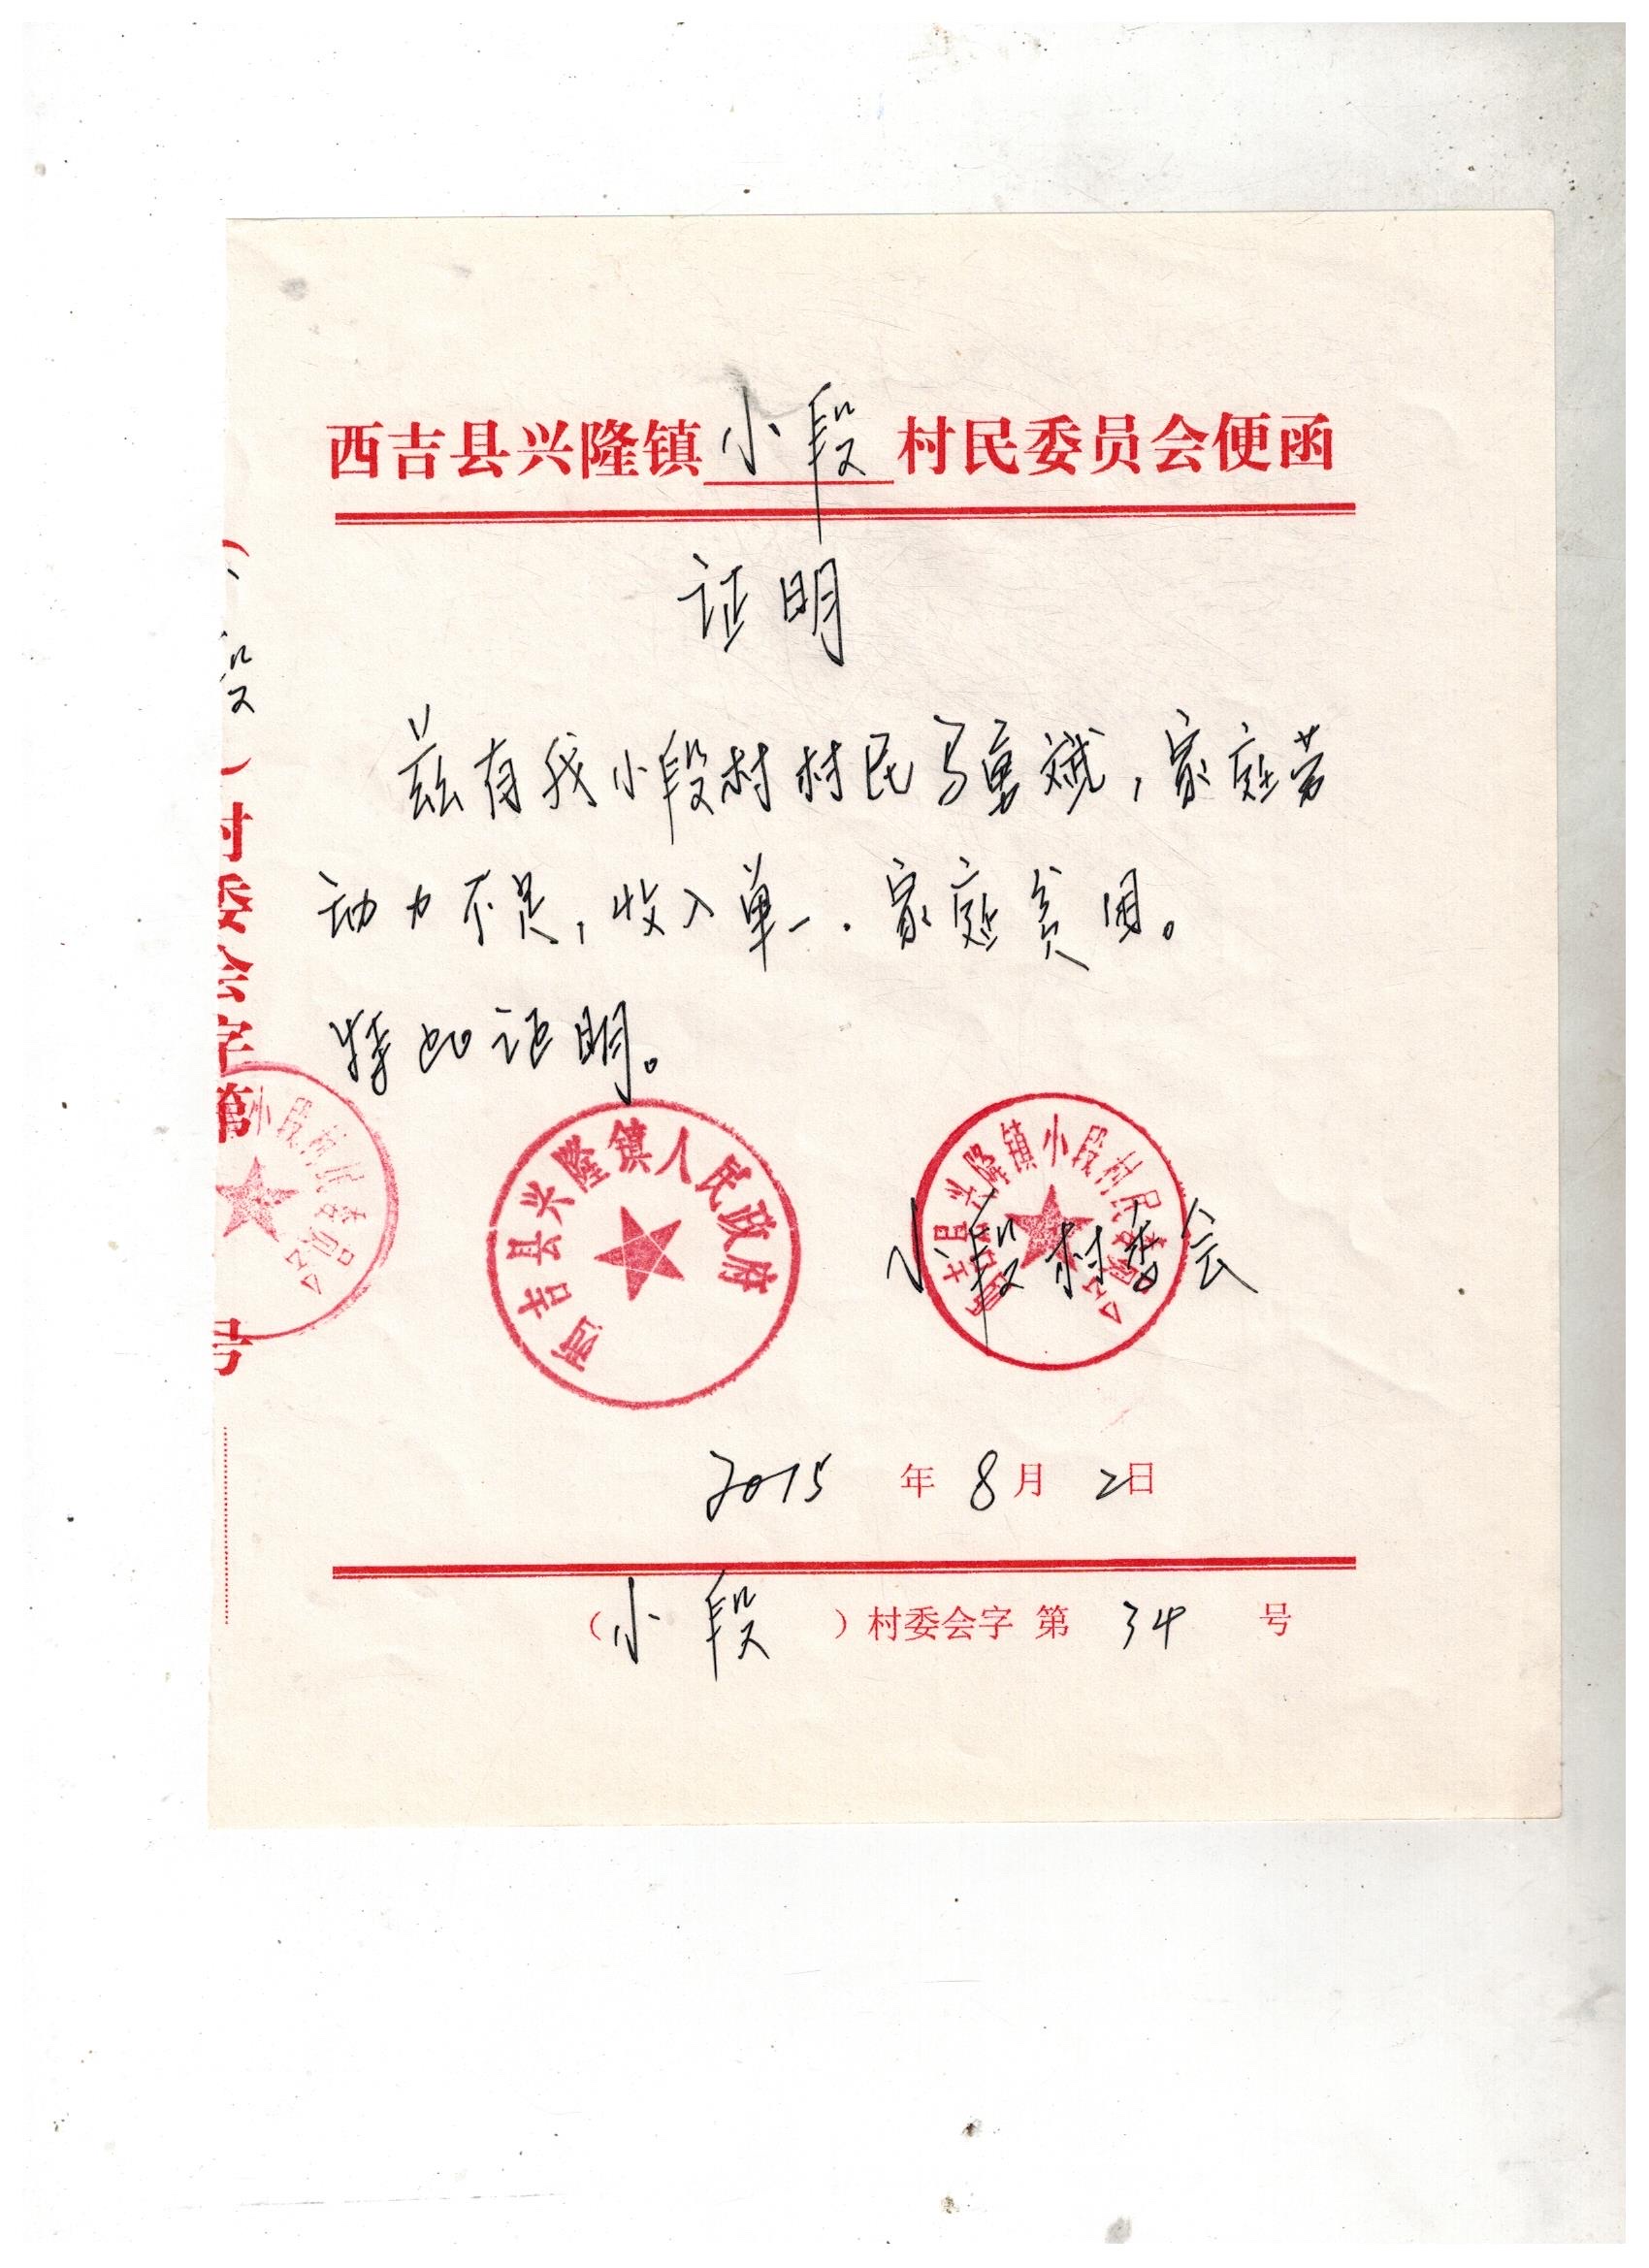 西吉县兴隆镇小段村民委员会便函
证明
兹有我小段村村民马勇斌，家庭劳
动力不足，收入单一．家庭贫困。
特此证明。
西吉县兴隆镇人民政府
西吉县兴隆镇小段村民委员会
小段村委会
2015年8月2日
（小段）村委会字 第 34 号
段）村委会字第
号
小段村民委员会